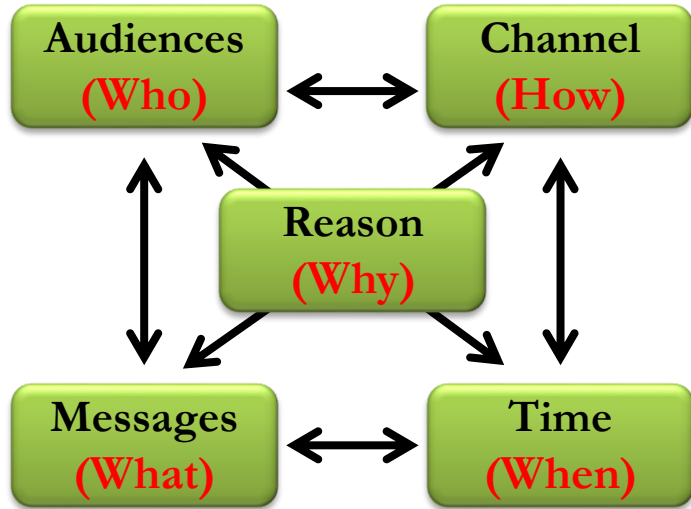 Audiences
(Who)
Channel
(How)
Reason
(Why)
Messages
(What)
Time
(When)